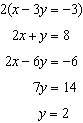 2(x − 3y = −3)
2x + y = 8
2x − 6y = −6
7y = 14
y = 2